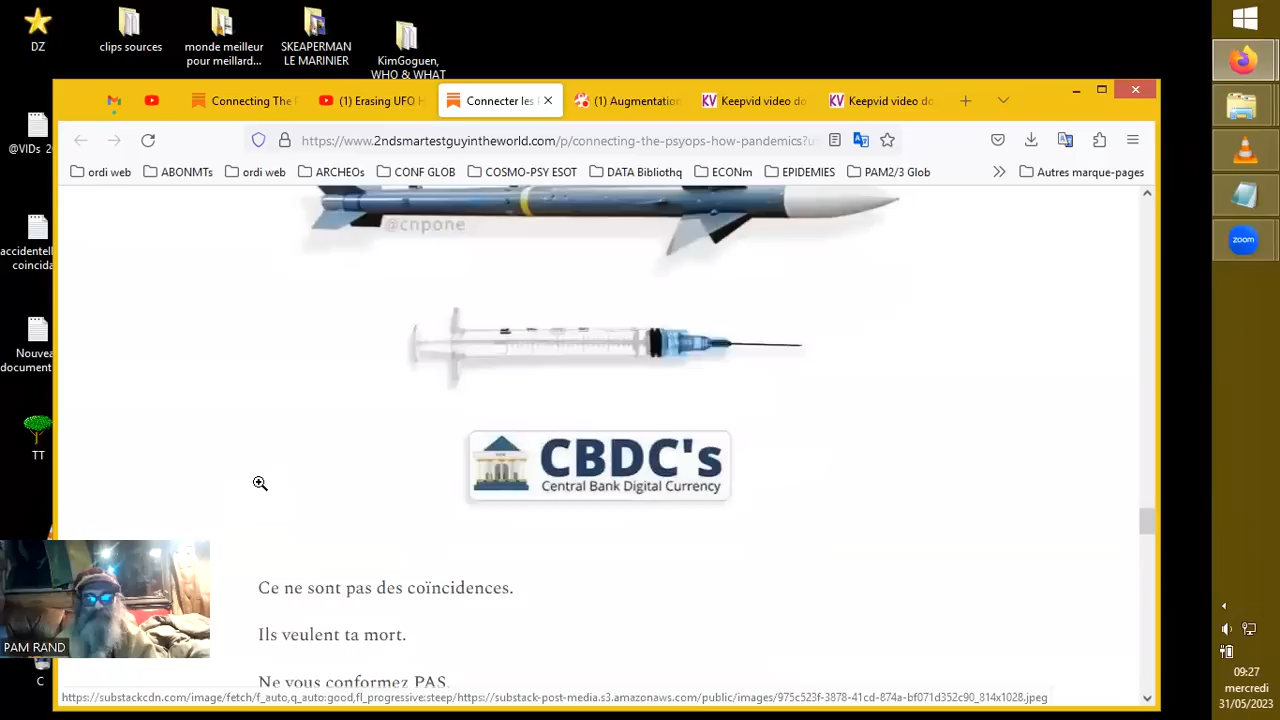 DZ
clips sources
monde meilleur
pour meillard...
SKEAPERMAN
LE MARINIER
KimGoguen,
WHO & WHAT
@VIDs 2
accidentell
coincida
Nouvea
document
TT
C
Connecting The P
(1) Erasing UFO H
Connecter les P
(1) Augmentation
Keepvid video do
Keepvid video do
https://www.2ndsmartestguyintheworld.com/p/connecting-the-psyops-how-pandemics?u
ordi web
ABONMTs
ordi web
ARCHEOs
CONF GLOB
COSMO-PSY ESOT
DATA Bibliothq
ECONm
EPIDEMIES
PAM2/3 Glob
Autres marque-pages
@cnpone
CBDC's
Central Bank Digital Currency
Ce ne sont pas des coïncidences.
Ils veulent ta mort.
Ne vous conformez PAS.
PAM RAND
https://substackcdn.com/image/fetch/f_auto,q_auto:good,fl_progressive:steep/https://substack-post-media.s3.amazonaws.com/public/images/975c523f-3878-41cd-874a-bf071d352c90_814x1028.jpeg
zoom
09:27
mercredi
31/05/2023